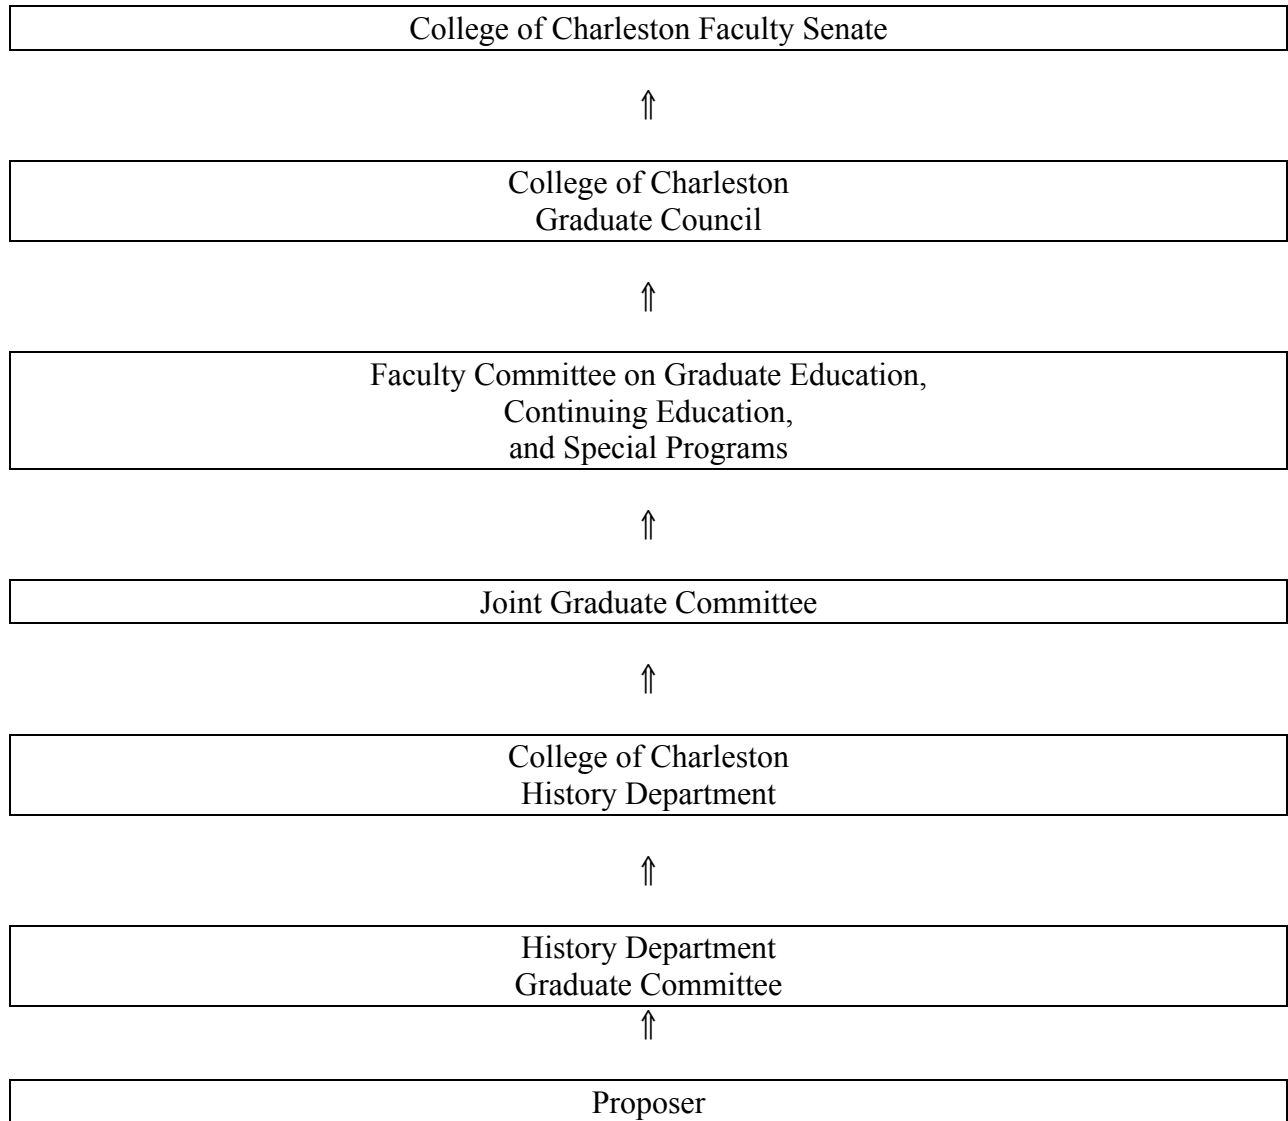 College of Charleston Faculty Senate
⇑
College of Charleston
Graduate Council
⇑
Faculty Committee on Graduate Education,
Continuing Education,
and Special Programs
⇑
Joint Graduate Committee
⇑
College of Charleston
History Department
⇑
History Department
Graduate Committee
⇑
Proposer